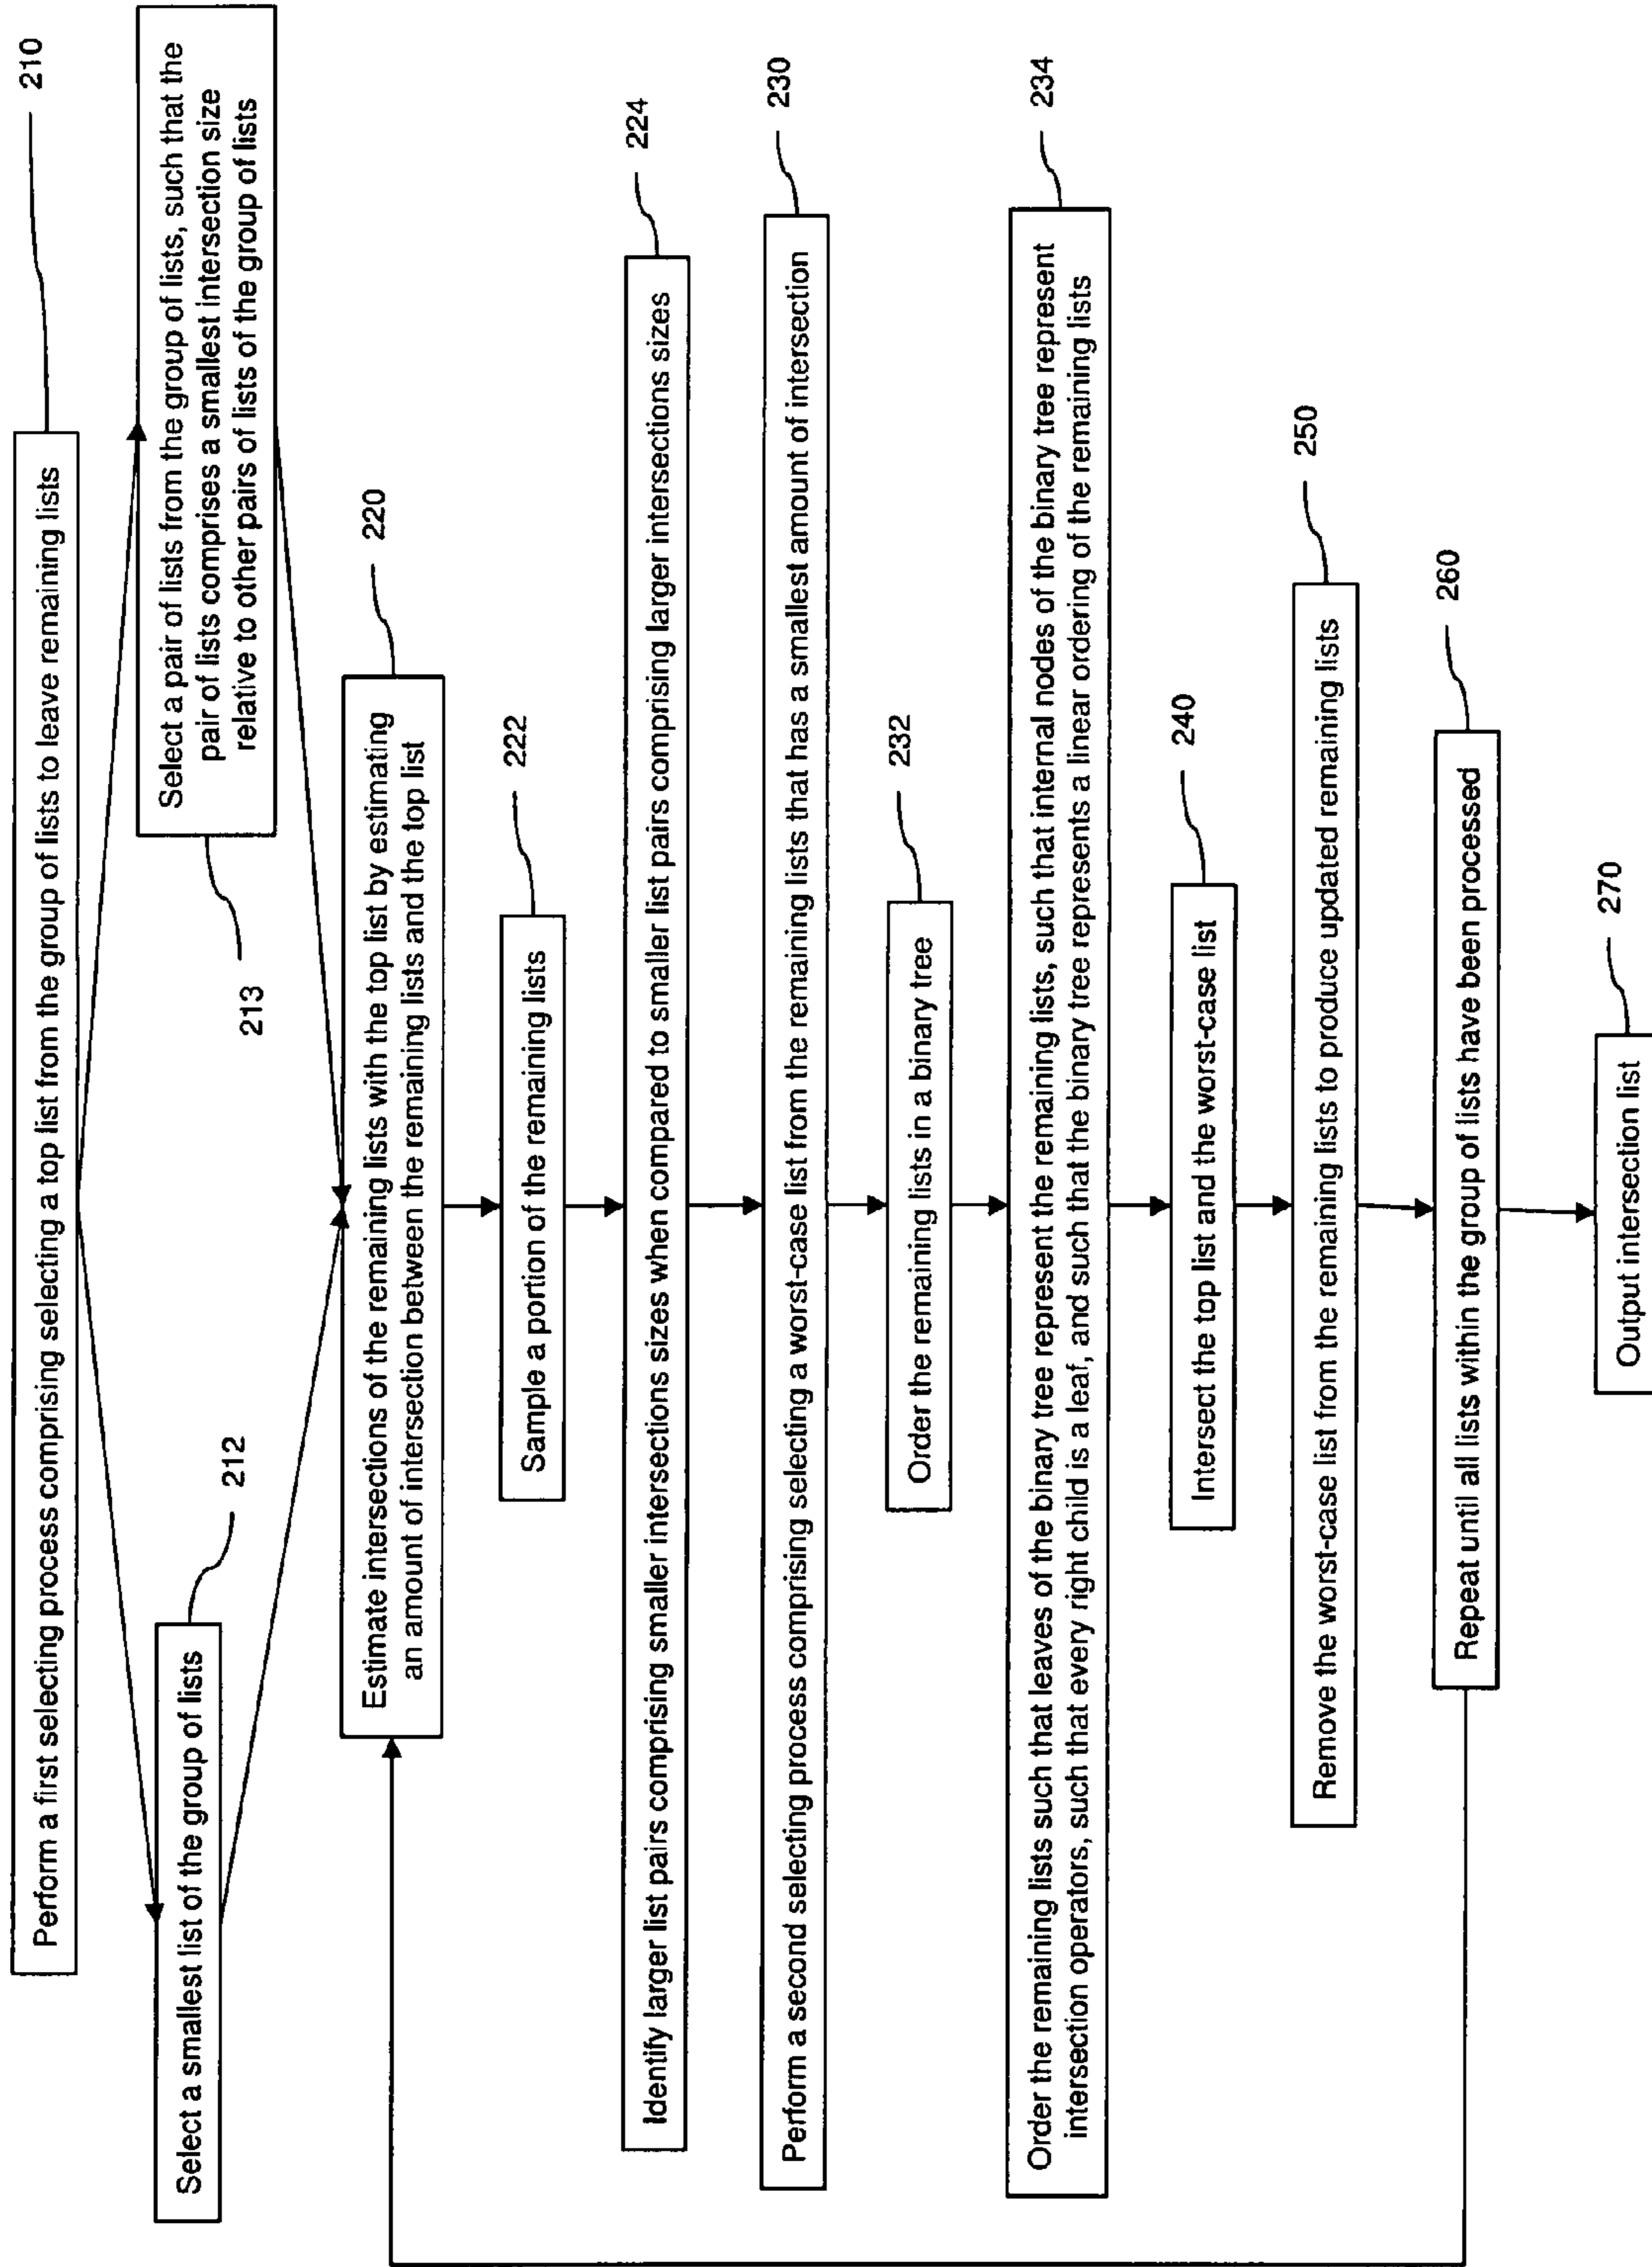 Perform a first selecting process comprising selecting a top list from the group of lists to leave remaining lists
210
Select a smallest list of the group of lists
212
Select a pair of lists from the group of lists, such that the
pair of lists comprises a smallest intersection size
relative to other pairs of lists of the group of lists
213
Estimate intersections of the remaining lists with the top list by estimating
an amount of intersection between the remaining lists and the top list
220
Sample a portion of the remaining lists
222
Identify larger list pairs comprising smaller intersections sizes when compared to smaller list pairs comprising larger intersections sizes
224
Perform a second selecting process comprising selecting a worst-case list from the remaining lists that has a smallest amount of intersection
230
Order the remaining lists in a binary tree
232
Order the remaining lists such that leaves of the binary tree represent the remaining lists, such that internal nodes of the binary tree represent
intersection operators, such that every right child is a leaf, and such that the binary tree represents a linear ordering of the remaining lists
234
Intersect the top list and the worst-case list
240
Remove the worst-case list from the remaining lists to produce updated remaining lists
250
Repeat until all lists within the group of lists have been processed
260
Output intersection list
270